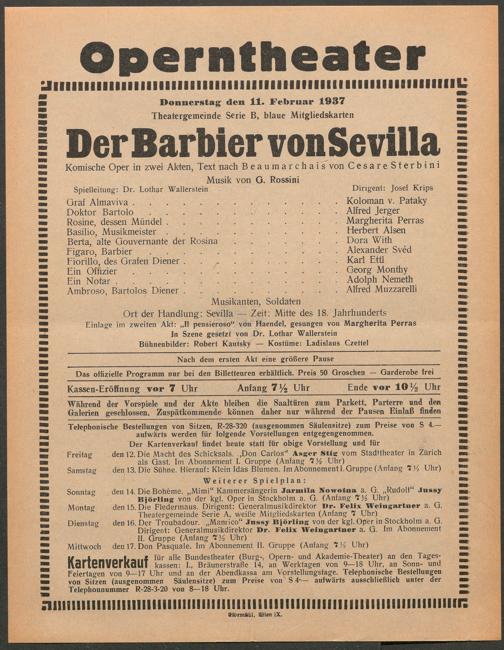 Operntheater
Donnerstag den 11. Februar 1937
Theatergemeinde Serie B, blaue Mitgliedskarten
Der Barbier von Sevilla
Komische Oper in zwei Akten, Text nach Beaumarchais von Cesare Sterbini
Musik von G. Rossini
Spielleitung: Dr. Lothar Wallerstein Dirigent: Josef Krips
Graf Almaviva . . . . . . . . . . Koloman v. Pataky
Doktor Bartolo . . . . . . . . . . Alfred Jerger
Rosine, dessen Mündel . . . . . . . . . . Margherita Perras
Basilio, Musikmeister . . . . . . . . . . Herbert Alsen
Berta, alte Gouvernante der Rosina . . . . . . . . Dora With
Figaro, Barbier . . . . . . . . . . Alexander Svéd
Fiorillo, des Grafen Diener . . . . . . . . . . Karl Ettl
Ein Offizier . . . . . . . . . . Georg Monthy
Ein Notar . . . . . . . . . . Adolph Nemeth
Ambroso, Bartolos Diener . . . . . . . . . . Alfred Muzzarelli
Musikanten, Soldaten
Ort der Handlung: Sevilla — Zeit: Mitte des 18. Jahrhunderts
Einlage im zweiten Akt: „Il pensieroso" von Haendel, gesungen von Margherita Perras
In Szene gesetzt von Dr. Lothar Wallerstein
Bühnenbilder: Robert Kautsky — Kostüme: Ladislaus Czettel
Nach dem ersten Akt eine größere Pause
Das offizielle Programm nur bei den Billetteuren erhältlich. Preis 50 Groschen — Garderobe frei
Kassen-Eröffnung vor 7 Uhr Anfang 7½ Uhr Ende vor 10½ Uhr
Während der Vorspiele und der Akte bleiben die Saaltüren zum Parkett, Parterre und den
Galerien geschlossen. Zuspätkommende können daher nur während der Pausen Einlaß finden
Telephonische Bestellungen von Sitzen, R-28-320 (ausgenommen Säulensitze) zum Preise von S 4.—
aufwärts werden für folgende Vorstellungen entgegengenommen.
Der Kartenverkauf findet heute statt für obige Vorstellung und für
Freitag den 12. Die Macht des Schicksals. „Don Carlos" Asger Stig vom Stadttheater in Zürich
als Gast. Im Abonnement I. Gruppe (Anfang 7½ Uhr)
Samstag den 13. Die Sühne. Hierauf: Klein Idas Blumen. Im Abonnement I. Gruppe (Anfang 7½ Uhr)
Weiterer Spielplan:
Sonntag den 14. Die Bohème. „Mimi" Kammersängerin Jarmila Novotna a. G. „Rudolf" Jussy
Björling von der kgl. Oper in Stockholm a. G. (Anfang 7½ Uhr)
Montag den 15. Die Fledermaus. Dirigent: Generalmusikdirektor Dr. Felix Weingartner a. G.
Theatergemeinde Serie A, weiße Mitgliedskarten (Anfang 7 Uhr)
Dienstag den 16. Der Troubadour. „Manrico" Jussy Björling von der kgl. Oper in Stockholm a. G.
Dirigent: Generalmusikdirektor Dr. Felix Weingartner a. G. Im Abonnement
II. Gruppe (Anfang 7½ Uhr)
Mittwoch den 17. Don Pasquale. Im Abonnement II. Gruppe (Anfang 7½ Uhr)
Kartenverkauf für alle Bundestheater (Burg-, Opern- und Akademie-Theater) an den Tages-
kassen: I., Bräunerstraße 14, an Werktagen von 9—18 Uhr, an Sonn- und
Feiertagen von 9—17 Uhr und an der Abendkassa am Vorstellungstage. Telephonische Bestellungen
von Sitzen (ausgenommen Säulensitze) zum Preise von S 4— aufwärts ausschließlich unter der
Telephonnummer R-28-3-20 von 8—18 Uhr.
Wien IX.